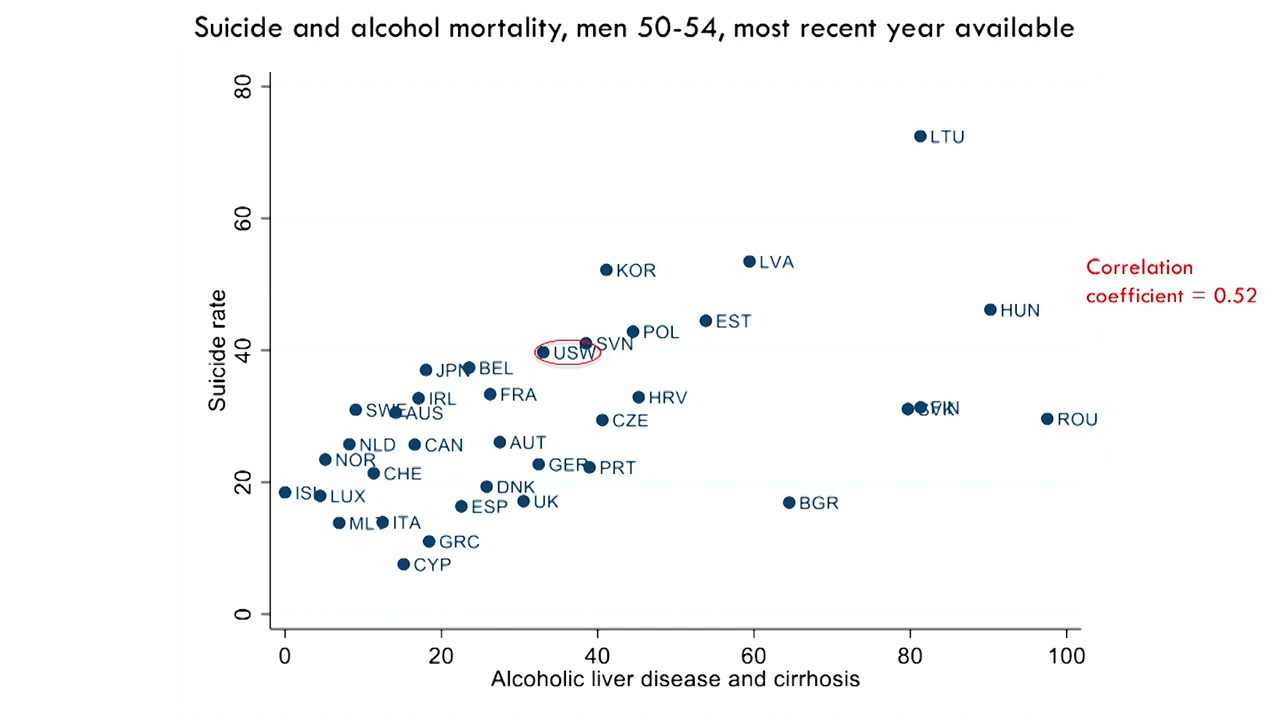 Suicide and alcohol mortality, men 50-54, most recent year available
80
LTU
60
KOR
LVA
Correlation
coefficient = 0.52
HUN
EST
POL
SVN
40
USW
JPN
BEL
Suicide rate
FRA
HRV
IRL
SWE
AUS
FIN
SVK
ROU
CZE
NLD
CAN
AUT
NOR
GER
PRT
CHE
20
DNK
ISL
LUX
ESP
UK
BGR
MLT
ITA
GRC
CYP
0
0 20 40 60 80 100
Alcoholic liver disease and cirrhosis